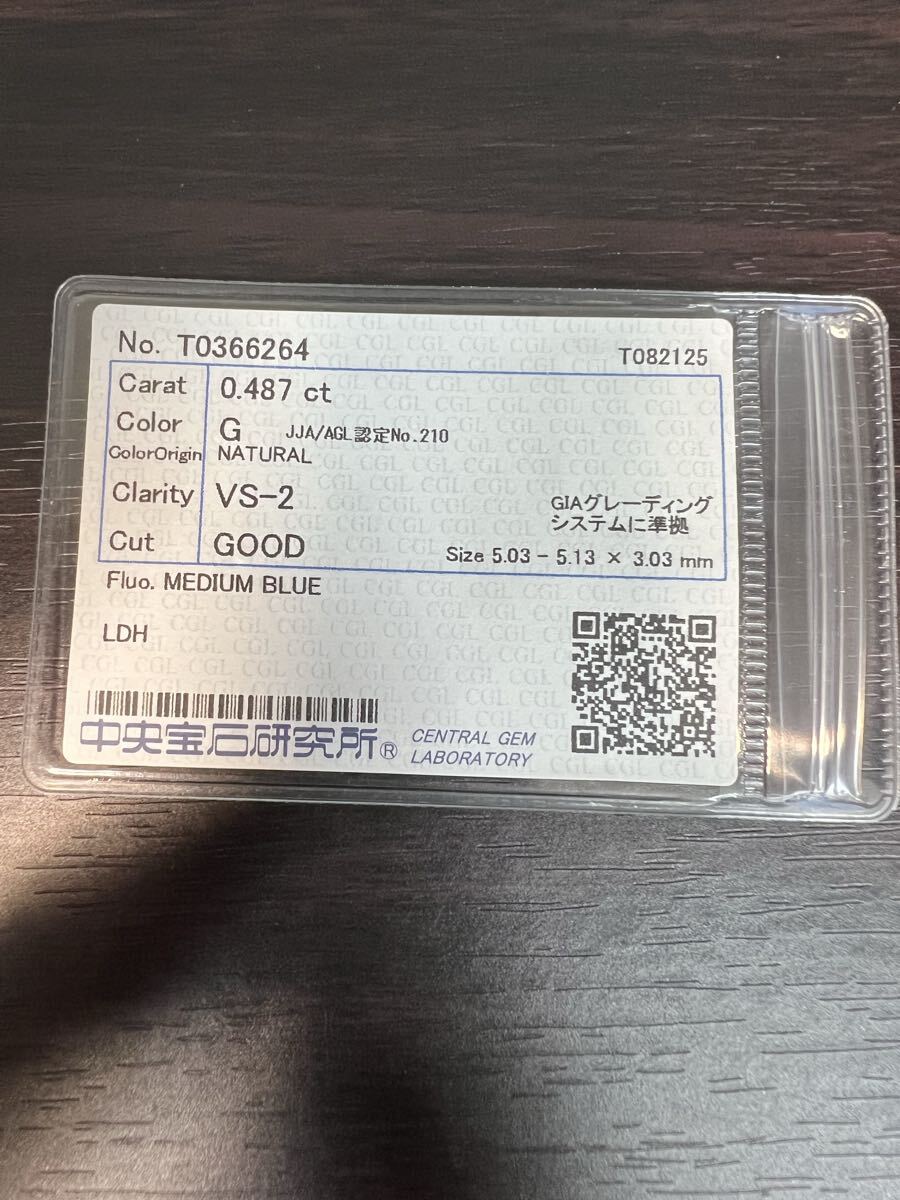 No. T0366264 T082125
Carat 0.487 ct
Color G JJA/AGL認定No.210
ColorOrigin NATURAL
Clarity VS-2 GIAグレーディング
システムに準拠
Cut GOOD Size 5.03 - 5.13 × 3.03 mm
Fluo. MEDIUM BLUE
LDH
中央宝石研究所® CENTRAL GEM
LABORATORY